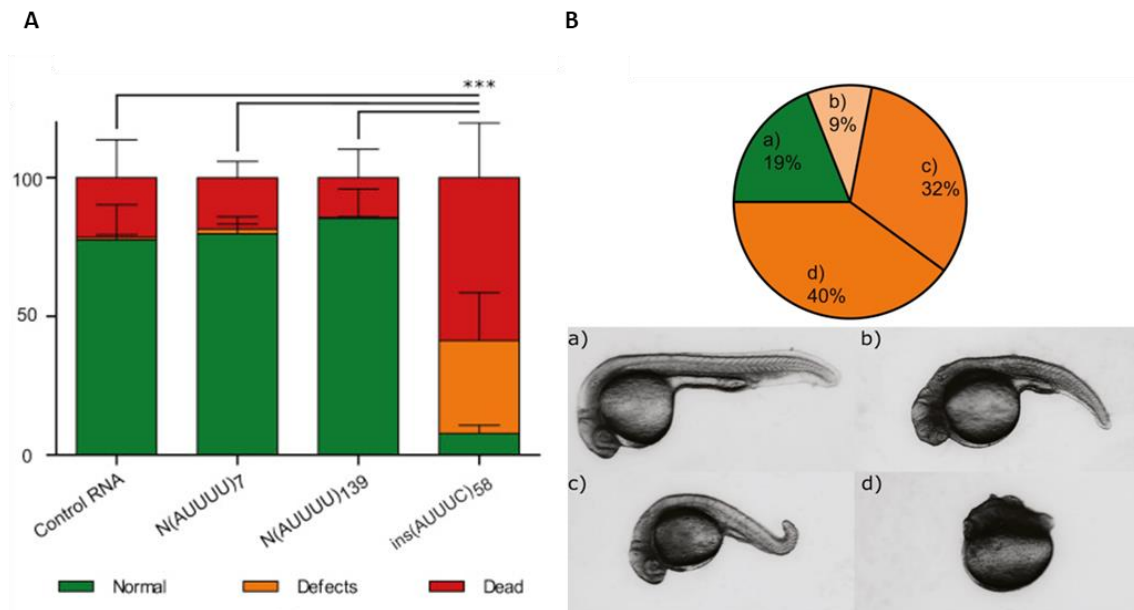 A
***
100
50
0
Control RNA
N(AUUUU)7
N(AUUUU)139
ins(AUUUC)58
Normal
Defects
Dead
B
a)
19%
b)
9%
c)
32%
d)
40%
a)
b)
c)
d)